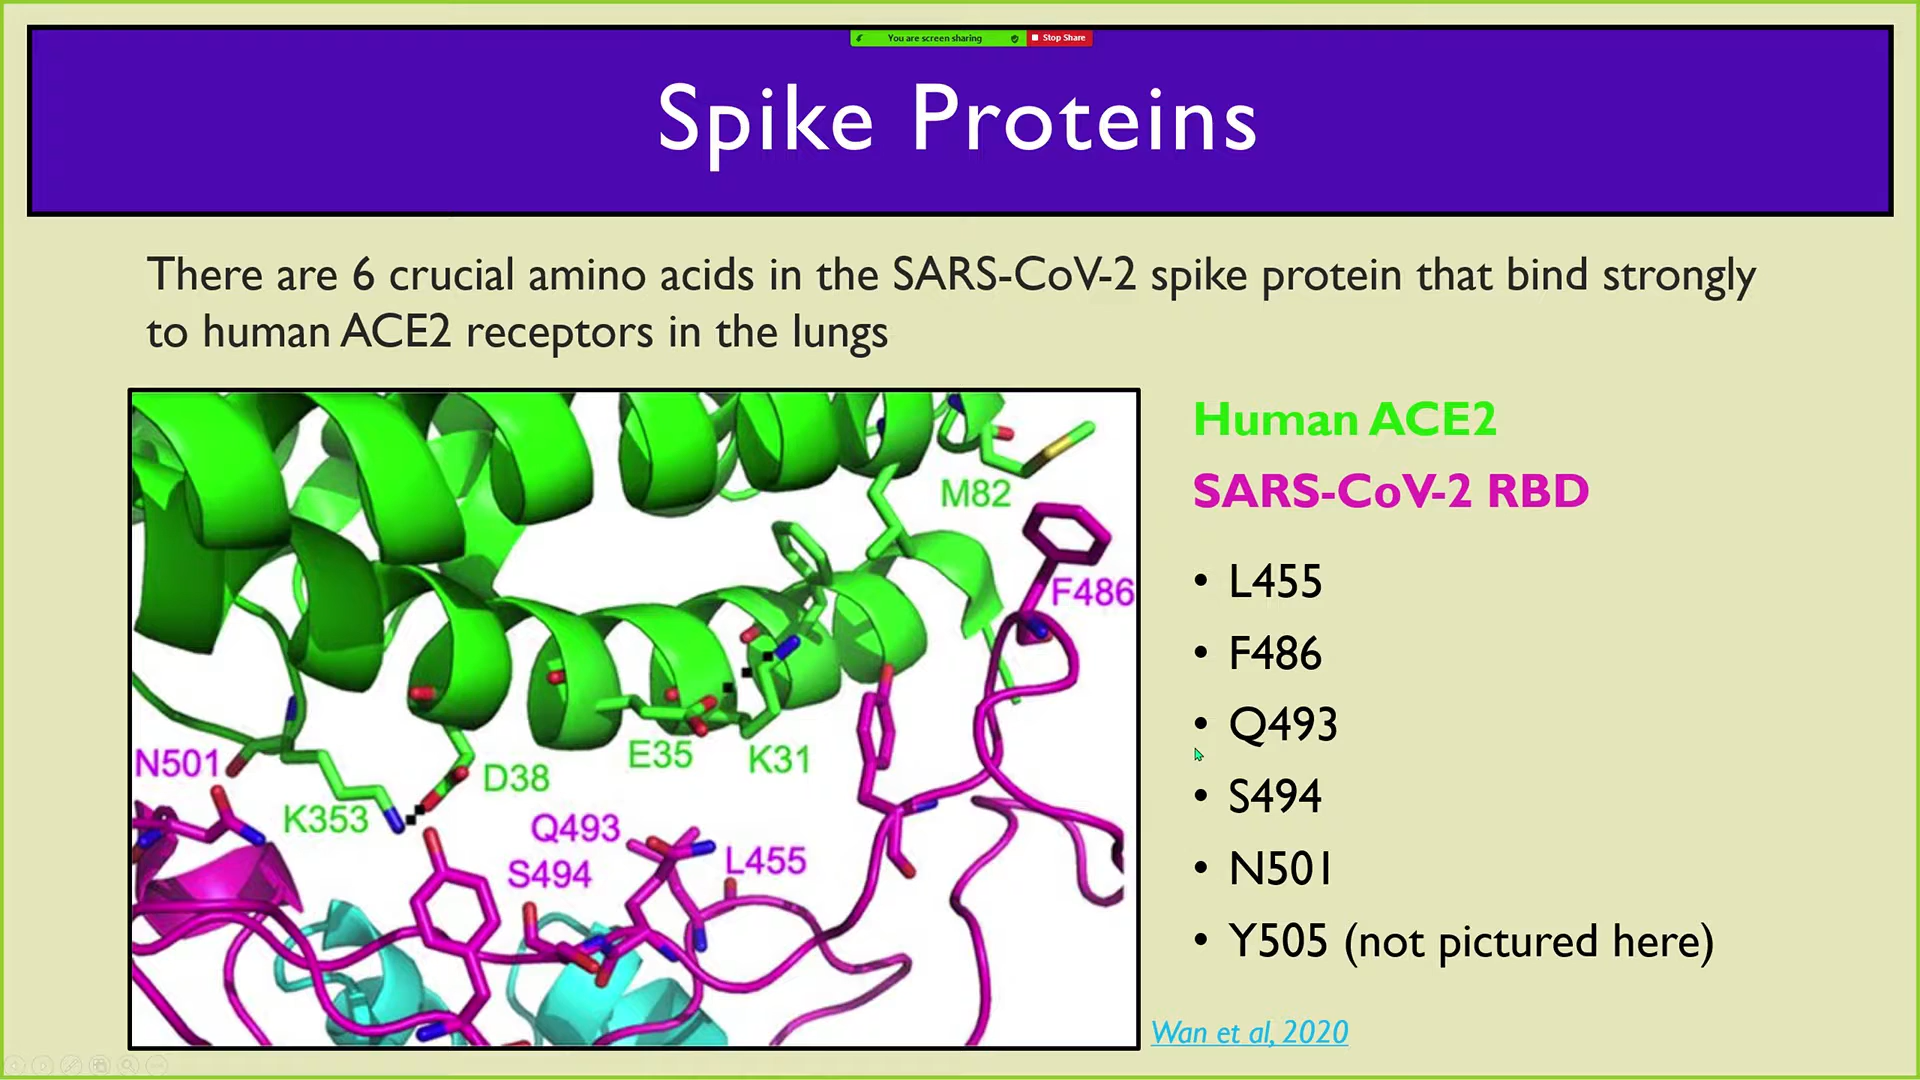 You are screen sharing
Stop Share
Spike Proteins
There are 6 crucial amino acids in the SARS-CoV-2 spike protein that bind strongly
to human ACE2 receptors in the lungs
M82
F486
N501
K353
D38
E35
K31
Q493
S494
L455
Human ACE2
SARS-CoV-2 RBD
• L455
• F486
• Q493
• S494
• N501
• Y505 (not pictured here)
Wan et al, 2020